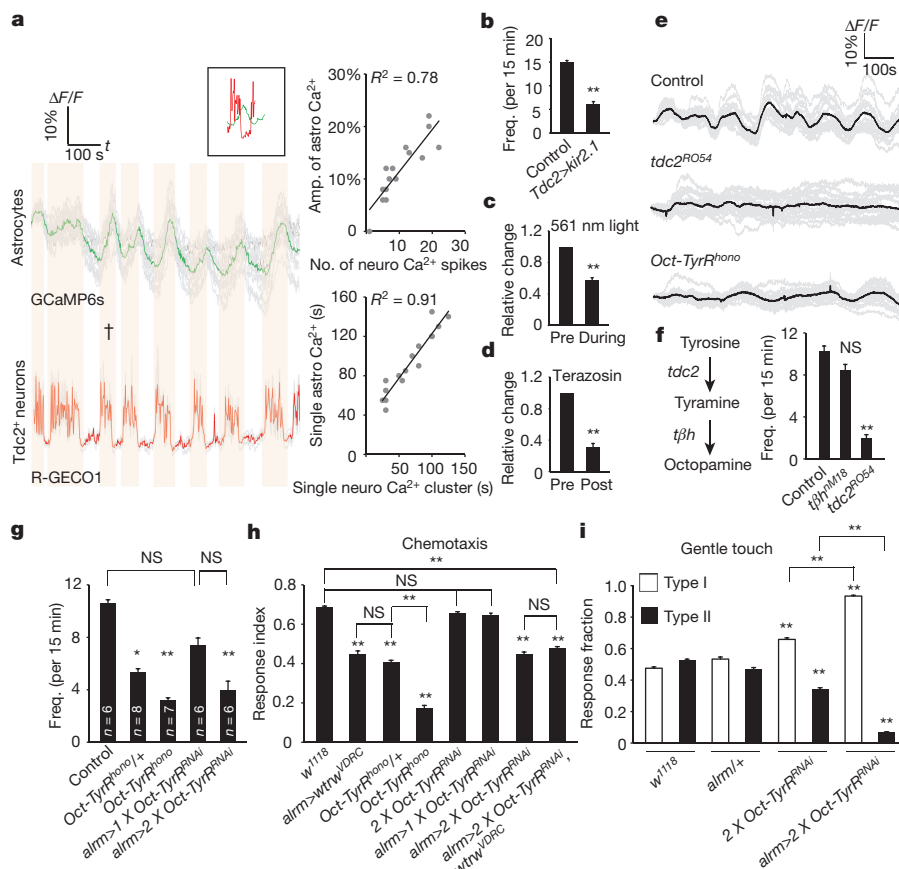 a
10%
ΔF/F
100 s
t
Astrocytes
GCaMP6s
†
Tdc2⁺ neurons
R-GECO1
Amp. of astro Ca²⁺
30%
20%
10%
0
R² = 0.78
0 10 20 30
No. of neuro Ca²⁺ spikes
Single astro Ca²⁺ (s)
160
120
80
40
0
R² = 0.91
50 100 150
Single neuro Ca²⁺ cluster (s)
b
Freq. (per 15 min)
20
15
10
5
0
**
Control
Tdc2>kir2.1
c
561 nm light
Relative change
1.2
0.8
0.4
0
**
Pre During
d
Terazosin
Relative change
1.2
0.8
0.4
0
**
Pre Post
e
10%
ΔF/F
100s
Control
tdc2ᴿᴼ⁵⁴
Oct-TyrRʰᵒⁿᵒ
f
Tyrosine
tdc2
Tyramine
tβh
Octopamine
Freq. (per 15 min)
12
8
4
0
NS
**
Control
tβhⁿᴹ¹⁸
tdc2ᴿᴼ⁵⁴
g
Freq. (per 15 min)
12
8
4
0
NS
NS
*
**
**
n = 6
n = 8
n = 7
n = 6
n = 6
Control
Oct-TyrRʰᵒⁿᵒ/+
Oct-TyrRʰᵒⁿᵒ
alrm>1 X Oct-TyrRᴿᴺᴬⁱ
alrm>2 X Oct-TyrRᴿᴺᴬⁱ
h
Chemotaxis
Response index
0.8
0.6
0.4
0.2
0
**
NS
NS
**
NS
**
**
**
**
**
w¹¹¹⁸
alrm>wtrwⱽᴰᴿꟲ
Oct-TyrRʰᵒⁿᵒ/+
Oct-TyrRʰᵒⁿᵒ
2 X Oct-TyrRᴿᴺᴬⁱ
alrm>1 X Oct-TyrRᴿᴺᴬⁱ
alrm>2 X Oct-TyrRᴿᴺᴬⁱ
alrm>2 X Oct-TyrRᴿᴺᴬⁱ,
wtrwⱽᴰᴿꟲ
i
Gentle touch
Type I
Type II
Response fraction
1.0
0.8
0.6
0.4
0.2
0
**
**
**
**
**
**
w¹¹¹⁸
alrm/+
2 X Oct-TyrRᴿᴺᴬⁱ
alrm>2 X Oct-TyrRᴿᴺᴬⁱ